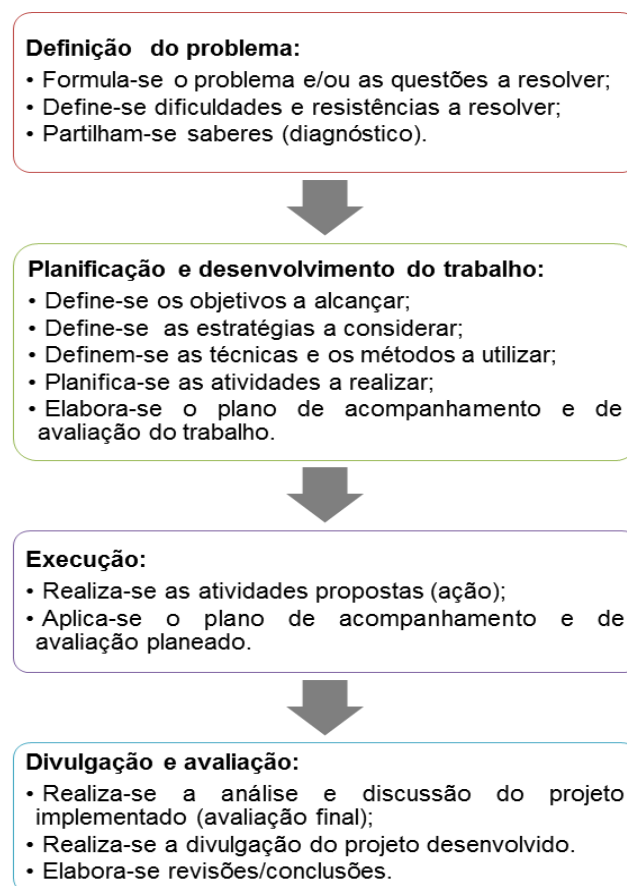 Definição do problema:
• Formula-se o problema e/ou as questões a resolver;
• Define-se dificuldades e resistências a resolver;
• Partilham-se saberes (diagnóstico).
Planificação e desenvolvimento do trabalho:
• Define-se os objetivos a alcançar;
• Define-se as estratégias a considerar;
• Definem-se as técnicas e os métodos a utilizar;
• Planifica-se as atividades a realizar;
• Elabora-se o plano de acompanhamento e de
avaliação do trabalho.
Execução:
• Realiza-se as atividades propostas (ação);
• Aplica-se o plano de acompanhamento e de
avaliação planeado.
Divulgação e avaliação:
• Realiza-se a análise e discussão do projeto
implementado (avaliação final);
• Realiza-se a divulgação do projeto desenvolvido.
• Elabora-se revisões/conclusões.